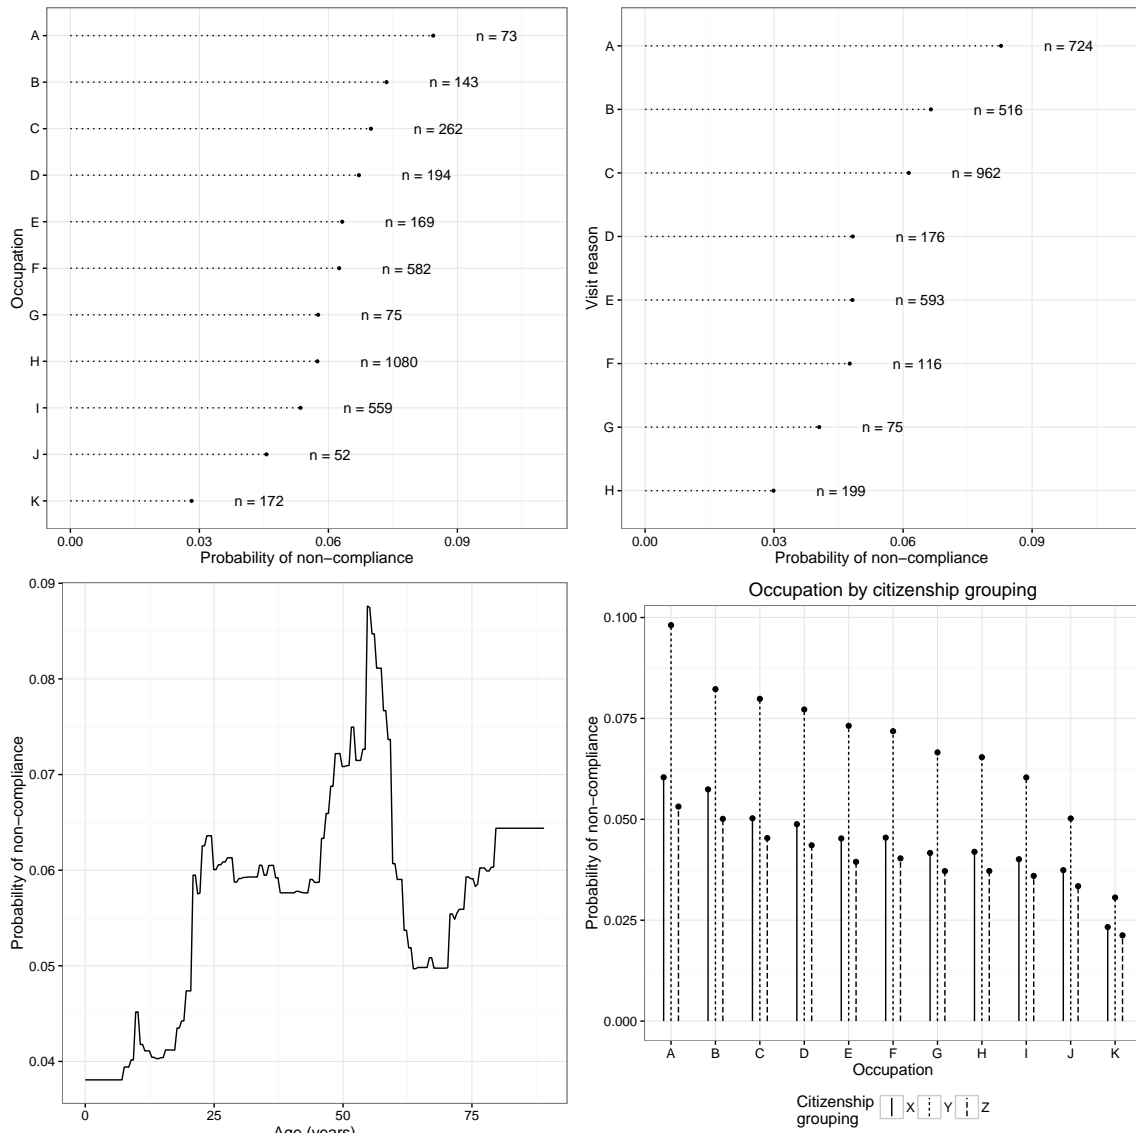 A
n = 73
B
n = 143
C
n = 262
D
n = 194
E
n = 169
F
n = 582
G
n = 75
H
n = 1080
I
n = 559
J
n = 52
K
n = 172
Occupation
0.00 0.03 0.06 0.09
Probability of non−compliance
A
n = 724
B
n = 516
C
n = 962
D
n = 176
E
n = 593
F
n = 116
G
n = 75
H
n = 199
Visit reason
0.00 0.03 0.06 0.09
Probability of non−compliance
0.09
0.08
0.07
0.06
0.05
0.04
Probability of non−compliance
0 25 50 75
Age (years)
Occupation by citizenship grouping
0.100
0.075
0.050
0.025
0.000
Probability of non−compliance
A B C D E F G H I J K
Occupation
Citizenship
grouping
X Y Z